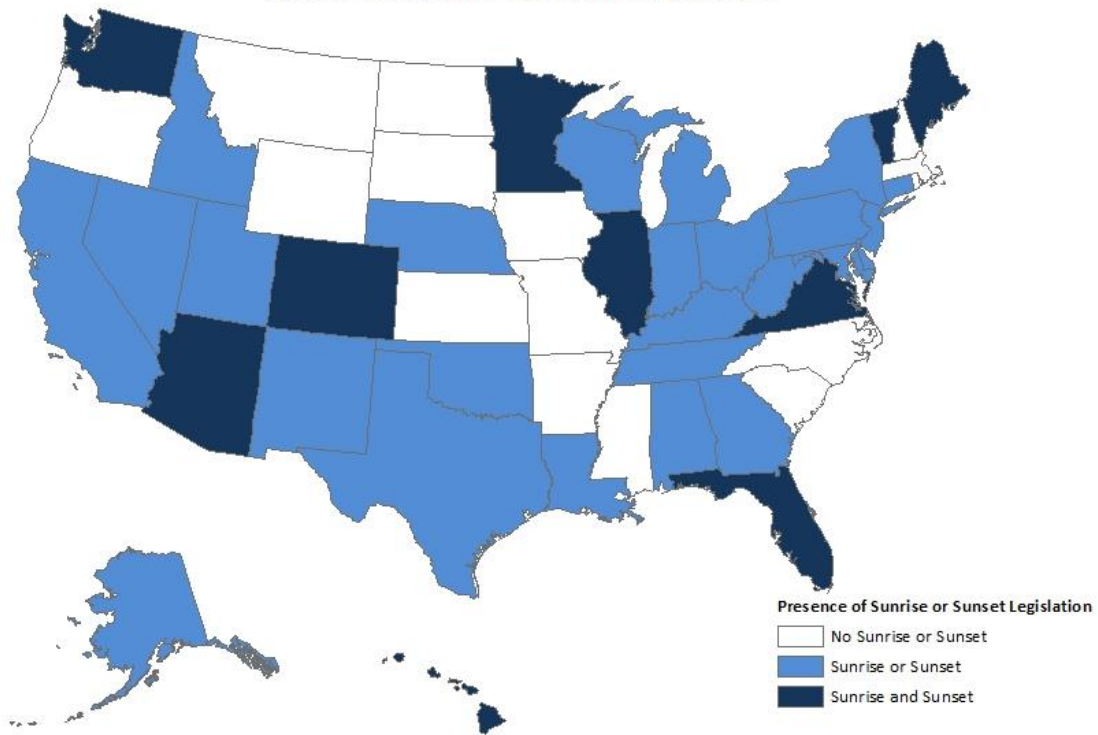 Presence of Sunrise or Sunset Legislation
No Sunrise or Sunset
Sunrise or Sunset
Sunrise and Sunset